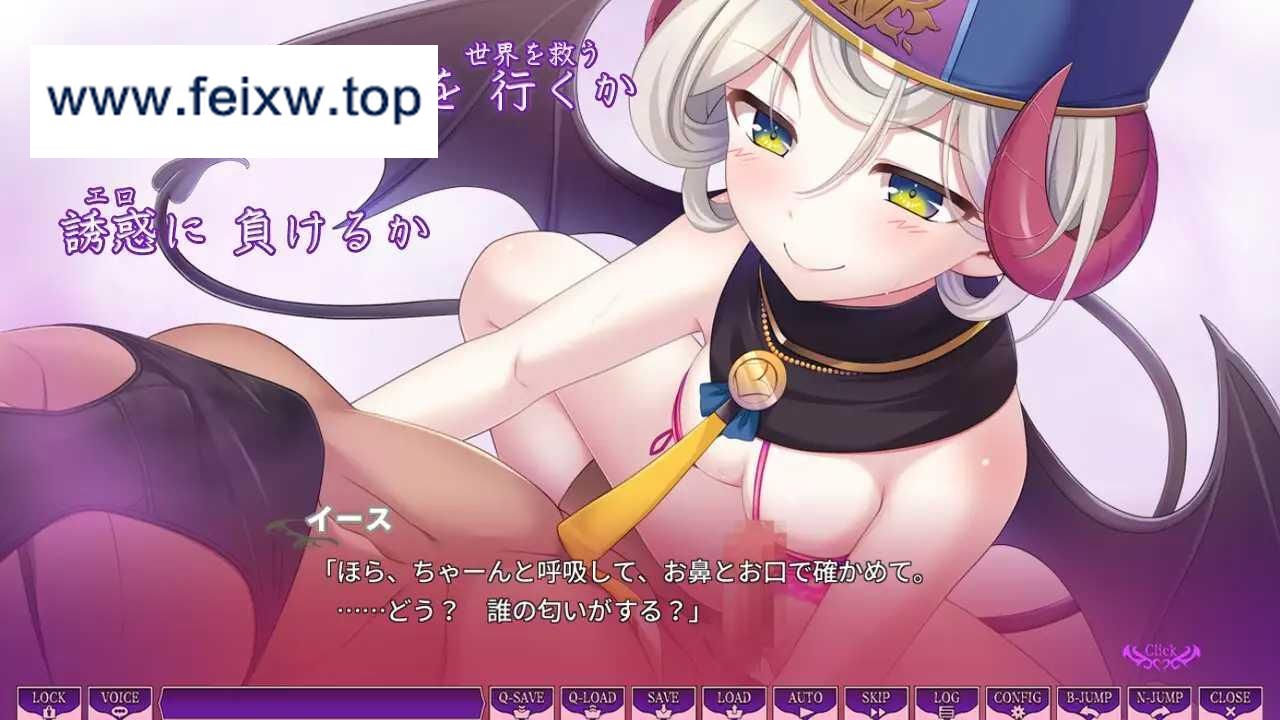 世界を救う
を 行くか
www.feixw.top
エロ
誘惑に 負けるか
イース
「ほら、ちゃーんと呼吸して、お鼻とお口で確かめて。
……どう？　誰の匂いがする？」
Click
LOCK VOICE Q-SAVE Q-LOAD SAVE LOAD AUTO SKIP LOG CONFIG B-JUMP N-JUMP CLOSE